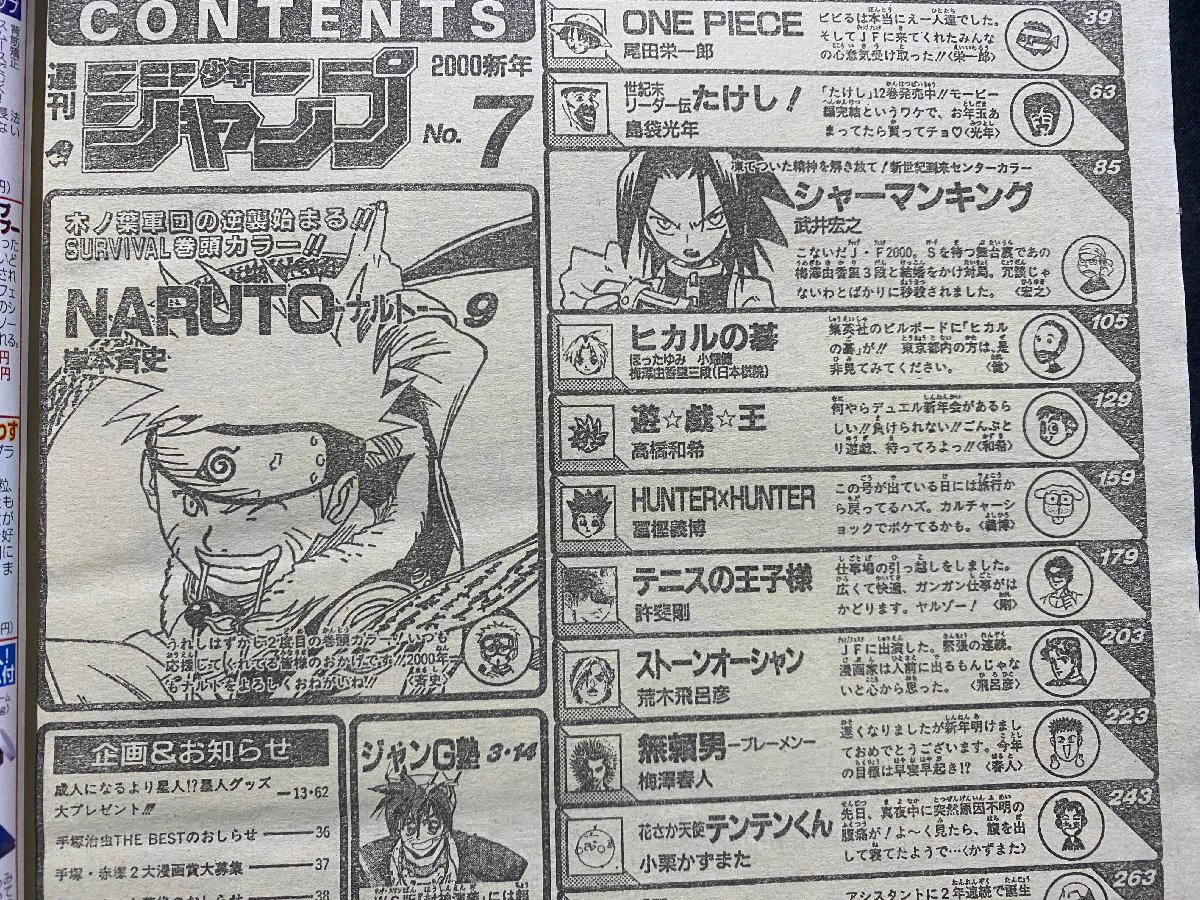 CONTENTS
週刊
少年
ジャンプ
2000新年
No. 7
木ノ葉軍団の逆襲始まる!!
SURVIVAL巻頭カラー!!
NARUTO
ーナルトー
9
岸本斉史
うれしはずかし2度目の巻頭カラー!!いつも
応援してくれてる皆様のおかげです!!2000年
もナルトをよろしくおねがいね!!〈斉史〉
企画&お知らせ
成人になるより星人!?星人グッズ
大プレゼント!!!
13・62
手塚治虫THE BESTのおしらせ
36
手塚・赤塚2大漫画賞大募集
37
38
ジャンG塾 3・14
ONE PIECE
尾田栄一郎
ビビるは本当にえー人達でした。
そしてJFに来てくれたみんな
の心意気受け取った!!〈栄一郎〉
39
世紀末
リーダー伝
たけし!
島袋光年
「たけし」12巻発売中!!モービー
編完結というワケで、お年玉あ
まってたら買ってチョ♡〈光年〉
63
凍てついた精神を解き放て!新世紀到来センターカラー
シャーマンキング
武井宏之
こないだJ・F2000。Sを待つ舞台裏であの
梅澤由香里3段と結婚をかけ対局。冗談じゃ
ないわとばかりに秒殺されました。〈宏之〉
85
ヒカルの碁
ほったゆみ 小畑健
梅澤由香里三段(日本棋院)
集英社のビルボードに「ヒカル
の碁」が!! 東京都内の方は、是
非見てみてください。〈健〉
105
遊☆戯☆王
高橋和希
何やらデュエル新年会があるら
しい!!負けられない!!ごんぶと
り遊戯、待ってろよっ!!〈和希〉
129
HUNTER×HUNTER
冨樫義博
この号が出ている日には旅行か
ら戻ってるハズ。カルチャーシ
ョックでボケてるかも。〈義博〉
159
テニスの王子様
許斐剛
仕事場の引っ越しをしました。
広くて快適、ガンガン仕事がは
かどります。ヤルゾー!〈剛〉
179
ストーンオーシャン
荒木飛呂彦
JFに出演した。緊張の連続。
漫画家は人前に出るもんじゃな
いと心から思った。〈飛呂彦〉
203
無頼男ーブレーメンー
梅澤春人
遅くなりましたが新年明けまし
ておめでとうございます。今年
の目標は早寝早起き!?〈春人〉
223
花さか天使テンテンくん
小栗かずまた
先日、真夜中に突然原因不明の
腹痛が!よ〜く見たら、腹を出
して寝てたようで…〈かずまた〉
243
アシスタントに2年連続で誕生
263